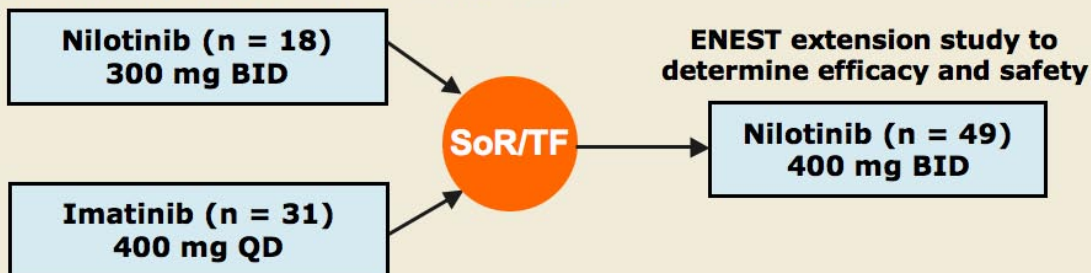 Nilotinib (n = 18)
300 mg BID
Imatinib (n = 31)
400 mg QD
SoR/TF
ENEST extension study to
determine efficacy and safety
Nilotinib (n = 49)
400 mg BID